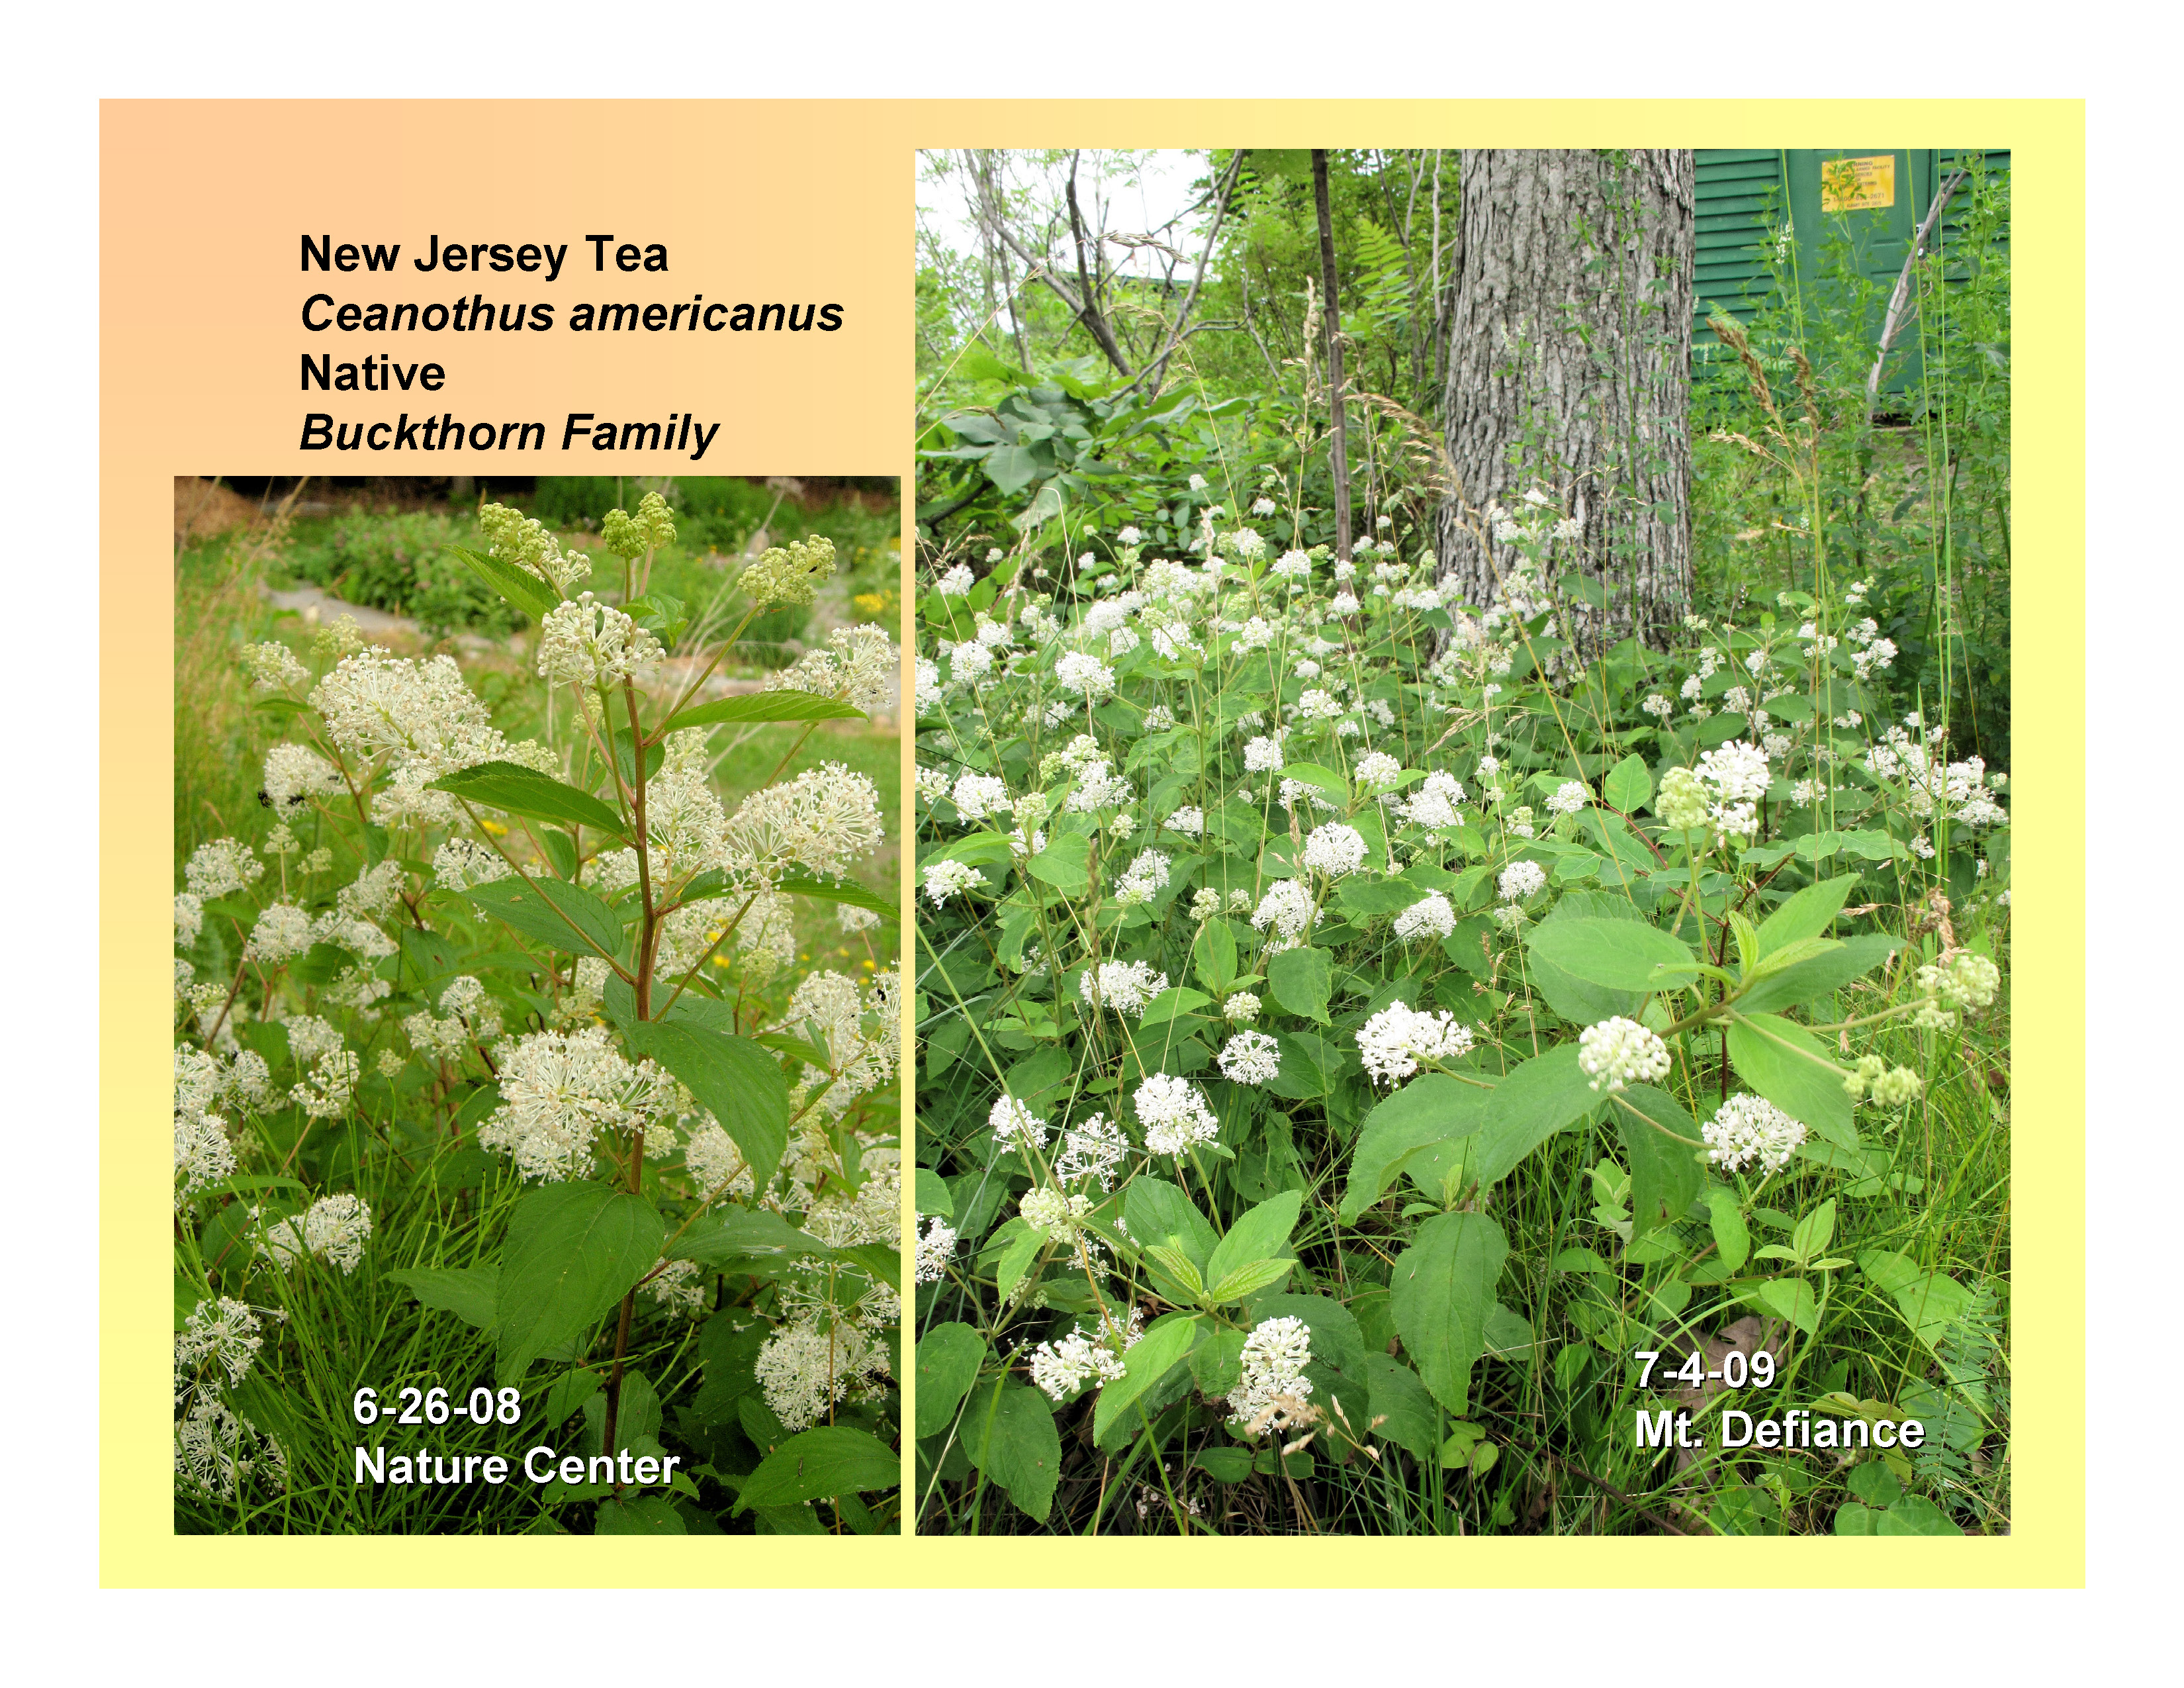 New Jersey Tea
Ceanothus americanus
Native
Buckthorn Family
6-26-08
Nature Center
7-4-09
Mt. Defiance